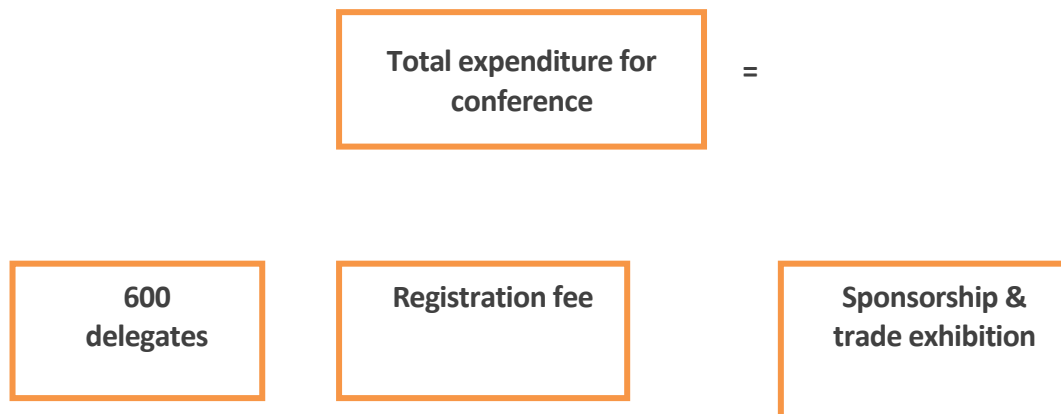 Total expenditure for
conference
=
600
delegates
Registration fee
Sponsorship &
trade exhibition